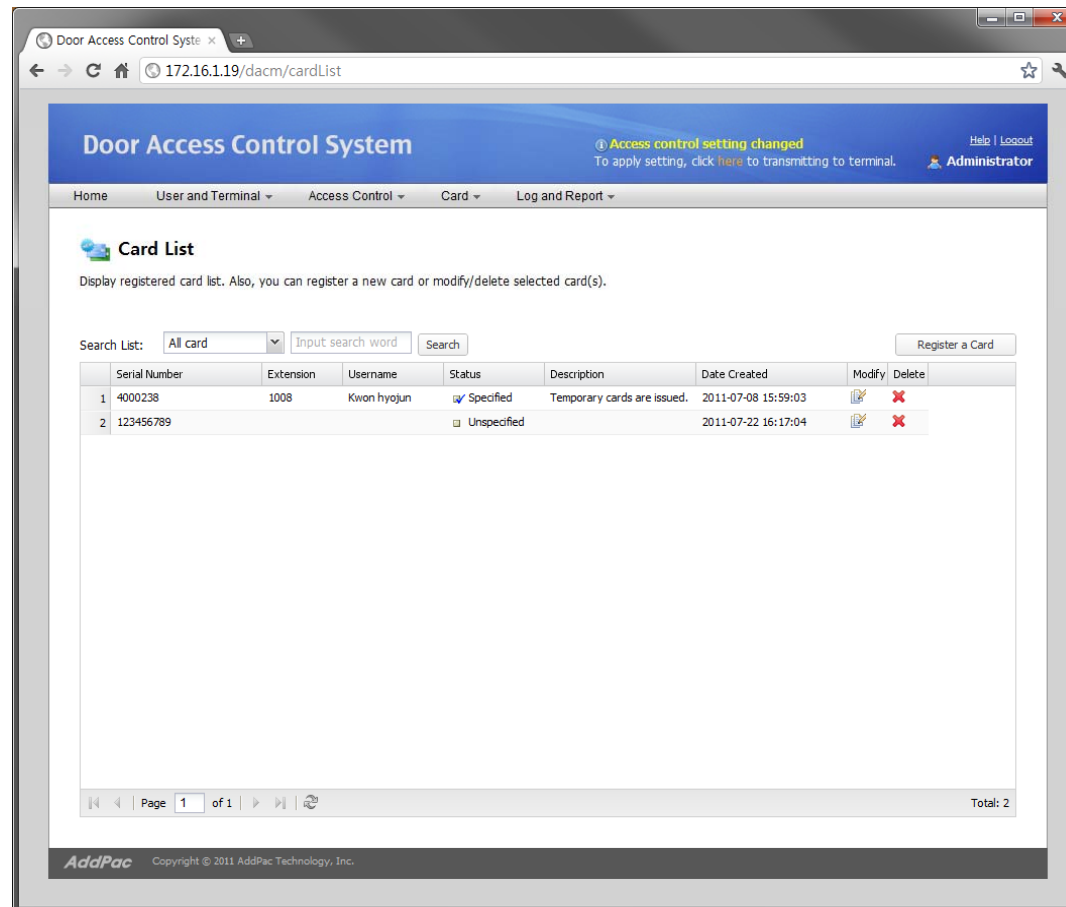 Door Access Control Syste
172.16.1.19/dacm/cardList
Door Access Control System
Access control setting changed
To apply setting, click here to transmitting to terminal.
Help | Logout
Administrator
Home User and Terminal Access Control Card Log and Report
Card List
Display registered card list. Also, you can register a new card or modify/delete selected card(s).
Search List: All card Input search word Search Register a Card
Serial Number Extension Username Status Description Date Created Modify Delete
1 4000238 1008 Kwon hyojun Specified Temporary cards are issued. 2011-07-08 15:59:03
2 123456789 Unspecified 2011-07-22 16:17:04
Page 1 of 1 Total: 2
AddPac Copyright © 2011 AddPac Technology, Inc.